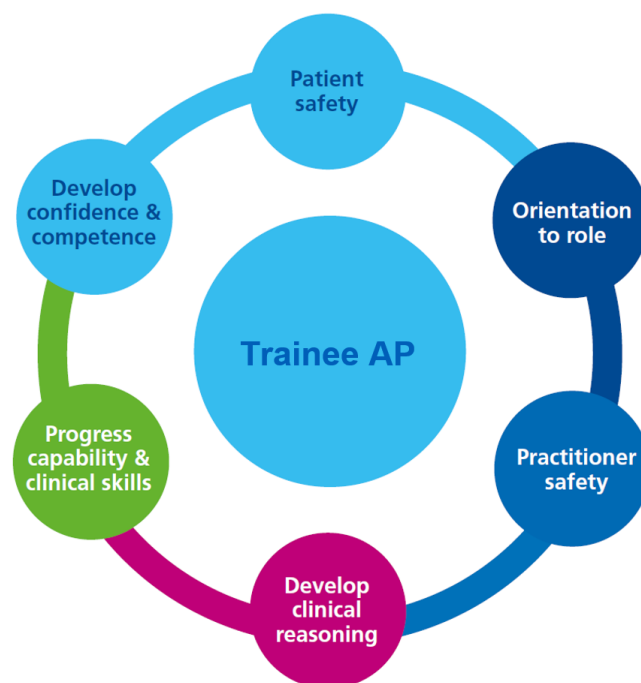 Patient
safety
Orientation
to role
Practitioner
safety
Develop
clinical
reasoning
Progress
capability &
clinical skills
Develop
confidence &
competence
Trainee AP